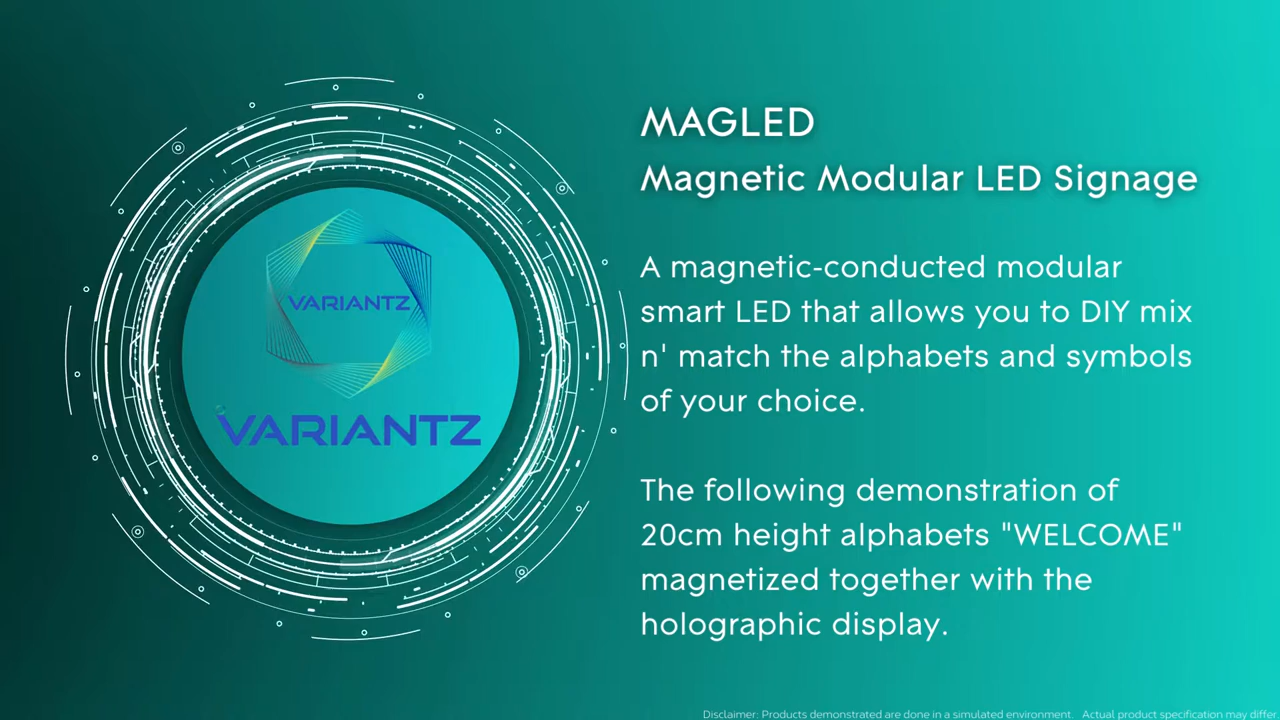 VARIANTZ
VARIANTZ
MAGLED
Magnetic Modular LED Signage
A magnetic-conducted modular
smart LED that allows you to DIY mix
n' match the alphabets and symbols
of your choice.
The following demonstration of
20cm height alphabets "WELCOME"
magnetized together with the
holographic display.
Disclaimer: Products demonstrated are done in a simulated environment. Actual product specification may differ